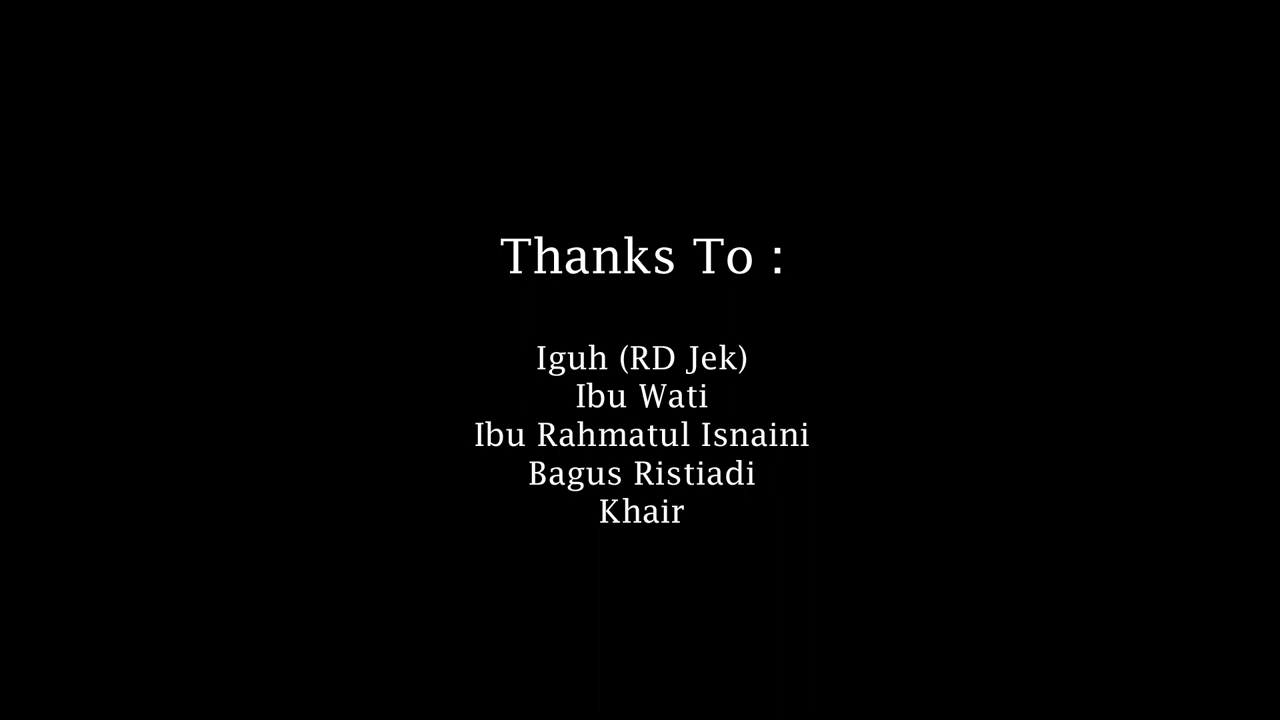 Thanks To :
Iguh (RD Jek)
Ibu Wati
Ibu Rahmatul Isnaini
Bagus Ristiadi
Khair